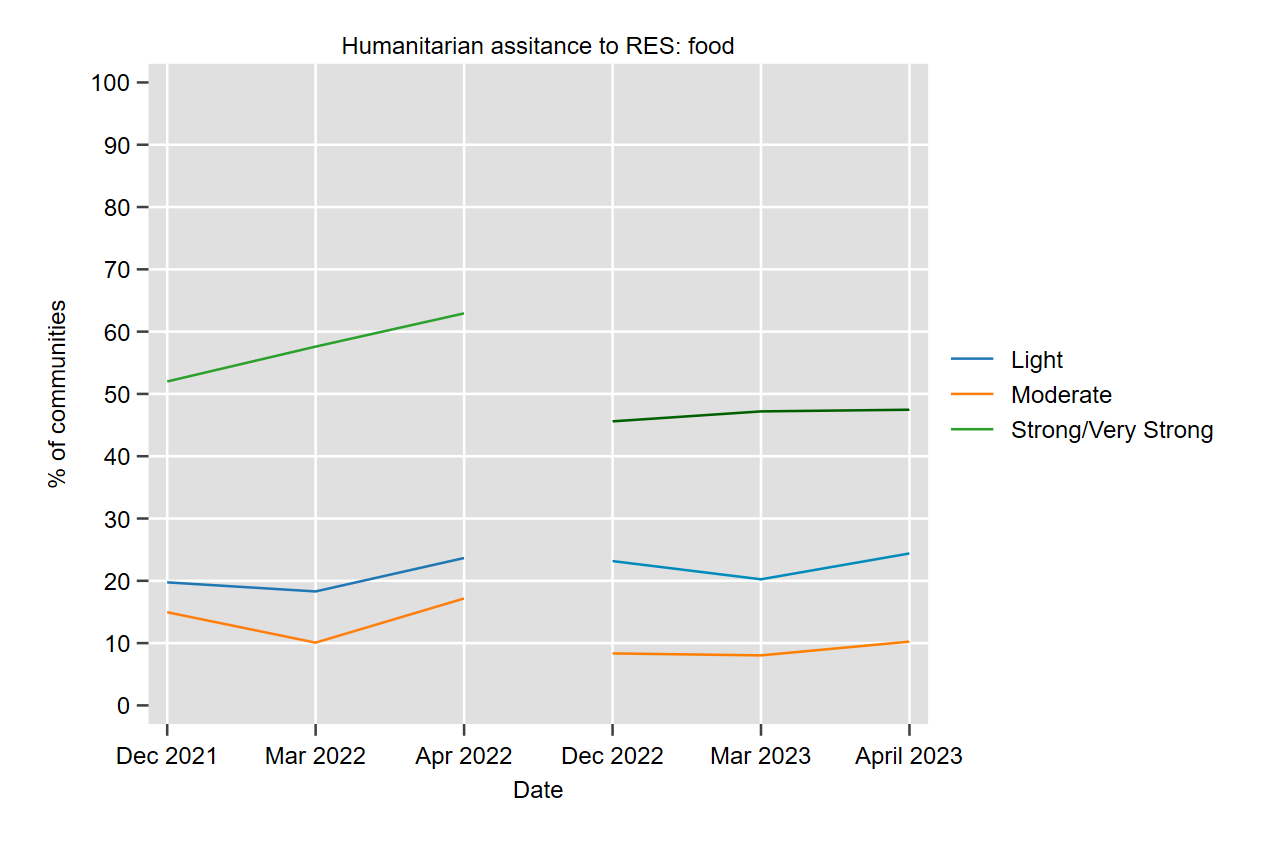 Humanitarian assitance to RES: food
100
90
80
70
60
50
40
30
20
10
0
% of communities
Dec 2021 Mar 2022 Apr 2022 Dec 2022 Mar 2023 April 2023
Date
Light
Moderate
Strong/Very Strong